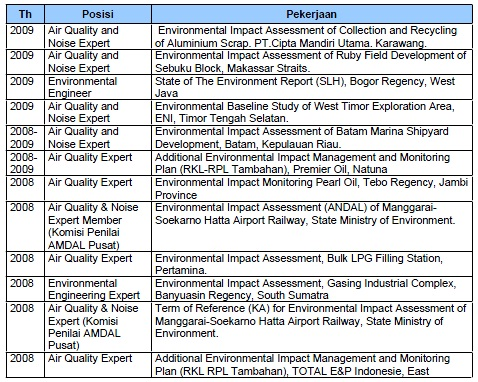 Th Posisi Pekerjaan
2009 Air Quality and Environmental Impact Assessment of Collection and Recycling
Noise Expert of Aluminium Scrap. PT.Cipta Mandiri Utama. Karawang.
2009 Air Quality and Environmental Impact Assessment of Ruby Field Development of
Noise Expert Sebuku Block, Makassar Straits.
2009 Environmental State of The Environment Report (SLH), Bogor Regency, West
Engineer Java
2009 Air Quality and Environmental Baseline Study of West Timor Exploration Area,
Noise Expert ENI, Timor Tengah Selatan.
2008- Air Quality and Environmental Impact Assessment of Batam Marina Shipyard
2009 Noise Expert Development, Batam, Kepulauan Riau.
2008- Air Quality Expert Additional Environmental Impact Management and Monitoring
2009 Plan (RKL-RPL Tambahan), Premier Oil, Natuna
2008 Air Quality Expert Environmental Impact Monitoring Pearl Oil, Tebo Regency, Jambi
Province
2008 Air Quality & Noise Environmental Impact Assessment (ANDAL) of Manggarai-
Expert Member Soekarno Hatta Airport Railway, State Ministry of Environment.
(Komisi Penilai
AMDAL Pusat)
2008 Air Quality Expert Environmental Impact Assessment, Bulk LPG Filling Station,
Pertamina.
2008 Environmental Environmental Impact Assessment, Gasing Industrial Complex,
Engineering Expert Banyuasin Regency, South Sumatra
2008 Air Quality & Noise Term of Reference (KA) for Environmental Impact Assessment of
Expert (Komisi Manggarai-Soekarno Hatta Airport Railway, State Ministry of
Penilai AMDAL Environment.
Pusat)
2008 Air Quality Expert Additional Environmental Impact Management and Monitoring
Plan (RKL RPL Tambahan), TOTAL E&P Indonesie, East